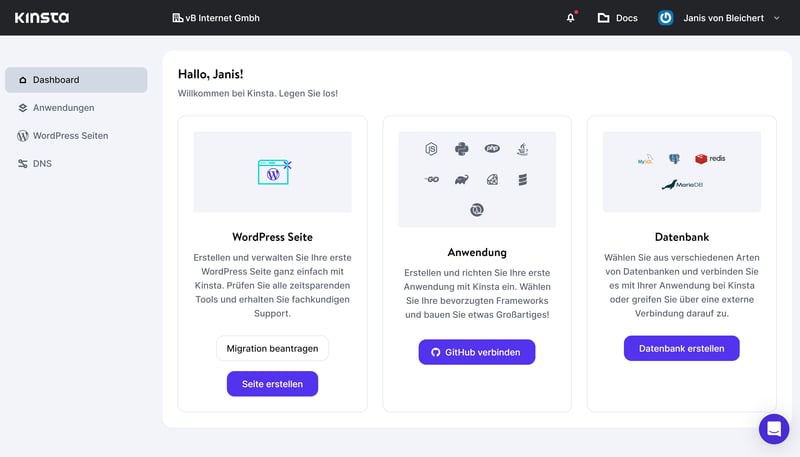 KINSTA
vB Internet Gmbh
Docs
Janis von Bleichert
Dashboard
Anwendungen
WordPress Seiten
DNS
Hallo, Janis!
Willkommen bei Kinsta. Legen Sie los!
WordPress Seite
Erstellen und verwalten Sie Ihre erste
WordPress Seite ganz einfach mit
Kinsta. Prüfen Sie alle zeitsparenden
Tools und erhalten Sie fachkundigen
Support.
Migration beantragen
Seite erstellen
php
GO
Anwendung
Erstellen und richten Sie Ihre erste
Anwendung mit Kinsta ein. Wählen
Sie Ihre bevorzugten Frameworks
und bauen Sie etwas Großartiges!
GitHub verbinden
MySQL
redis
MariaDB
Datenbank
Wählen Sie aus verschiedenen Arten
von Datenbanken und verbinden Sie
es mit Ihrer Anwendung bei Kinsta
oder greifen Sie über eine externe
Verbindung darauf zu.
Datenbank erstellen